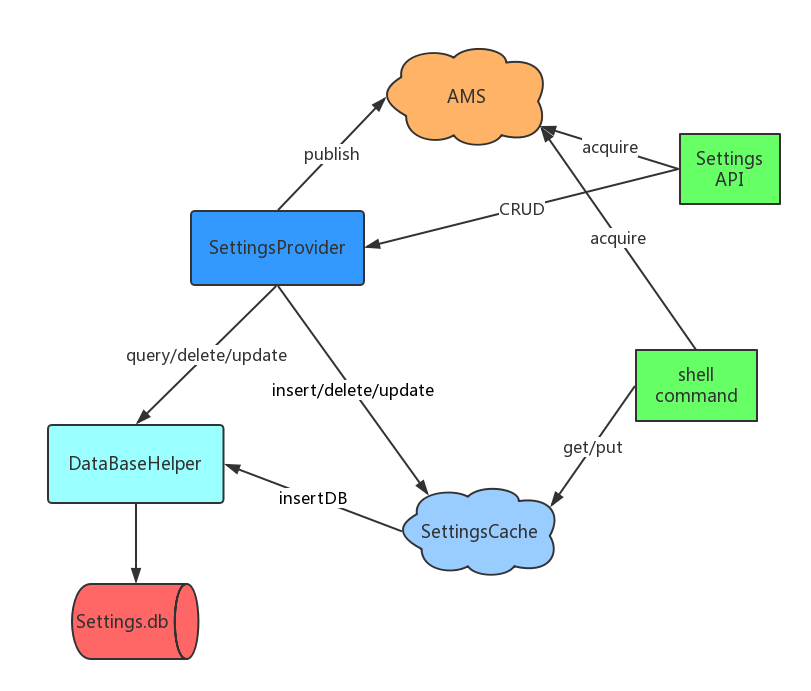 AMS
acquire
Settings
API
publish
CRUD
SettingsProvider
acquire
query/delete/update
insert/delete/update
shell
command
get/put
DataBaseHelper
insertDB
SettingsCache
Settings.db